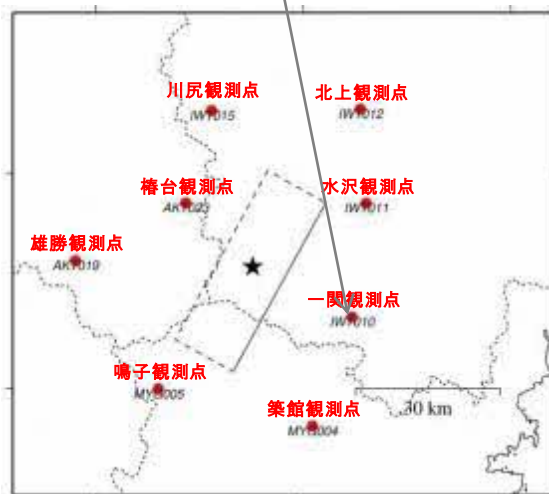 川尻観測点
IWT015
北上観測点
IWT012
椿台観測点
AKT023
水沢観測点
IWT011
雄勝観測点
AKT019
一関観測点
IWT010
鳴子観測点
MYG005
30 km
築館観測点
MYG004